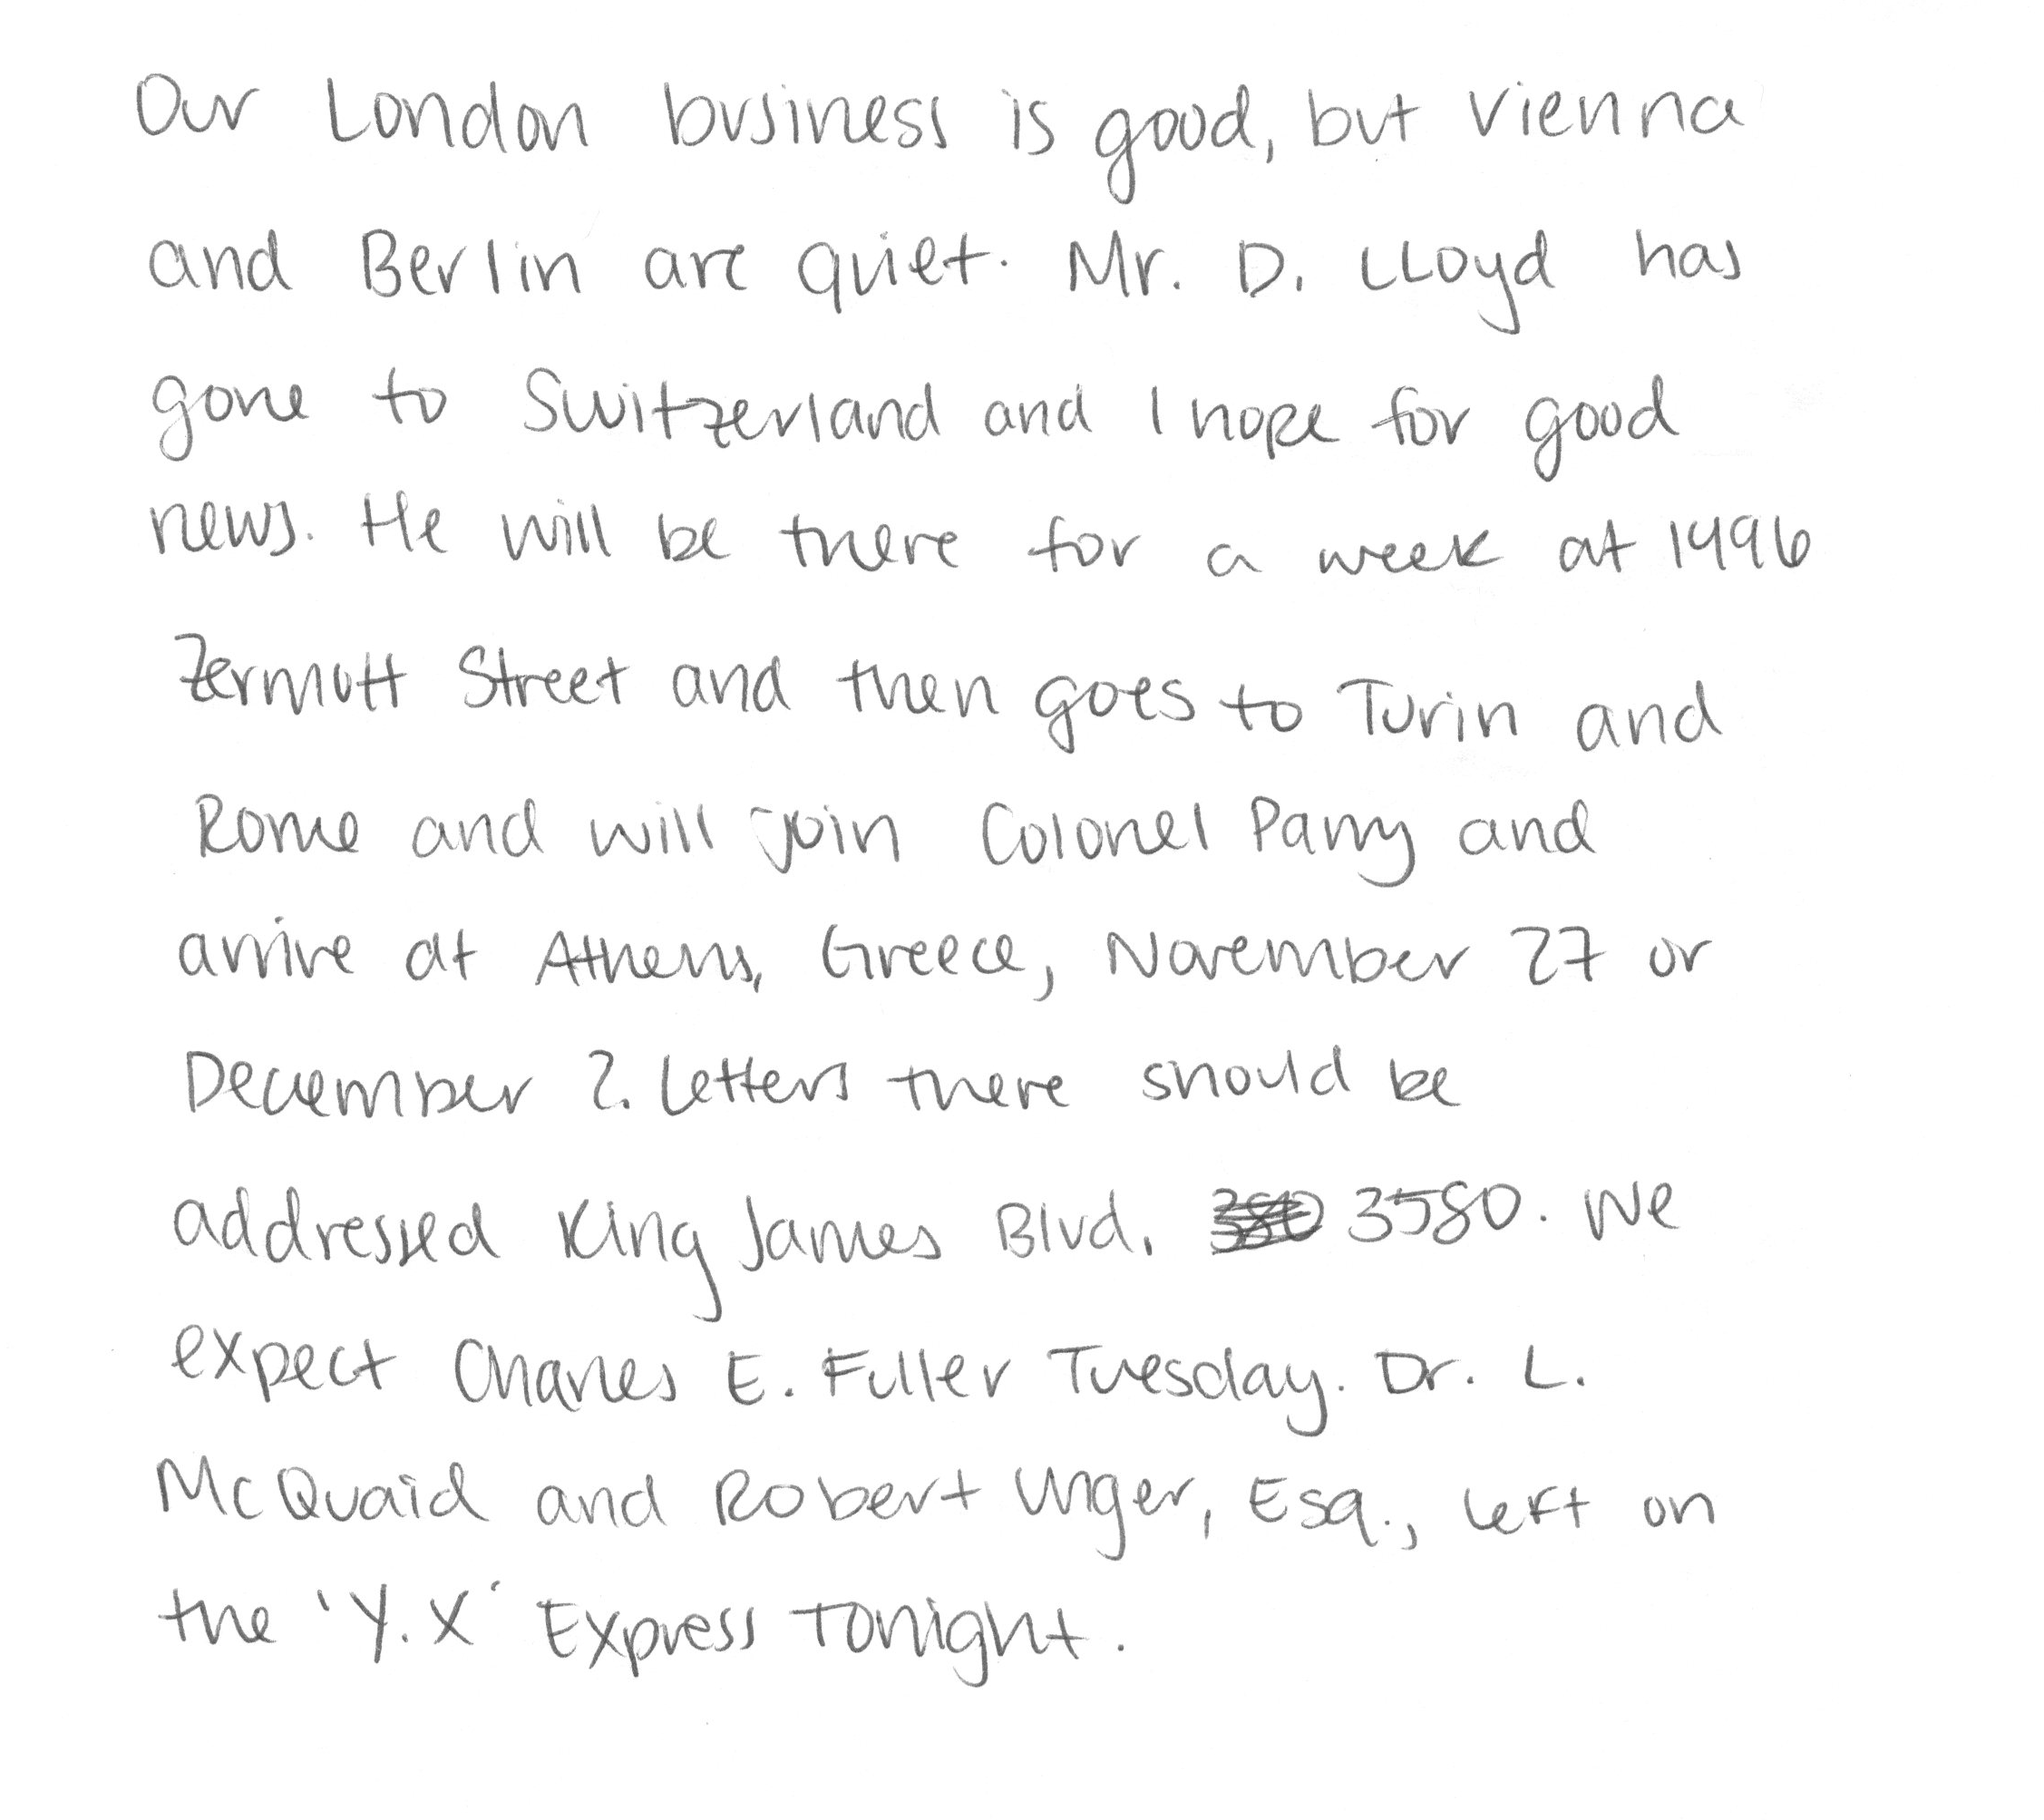 Our London business is good, but Vienna
and Berlin are quiet. Mr. D. LLoyd has
gone to Switzerland and I hope for good
news. He will be there for a week at 1496
Zermott Street and then goes to Turin and
Rome and will join Colonel Parry and
arrive at Athens, Greece, November 27 or
December 2. Letters there should be
addressed King James Blvd. 3580. We
expect Charles E. Fuller Tuesday. Dr. L.
McQuaid and Robert Unger, Esq., left on
the 'Y.X' Express Tonight.